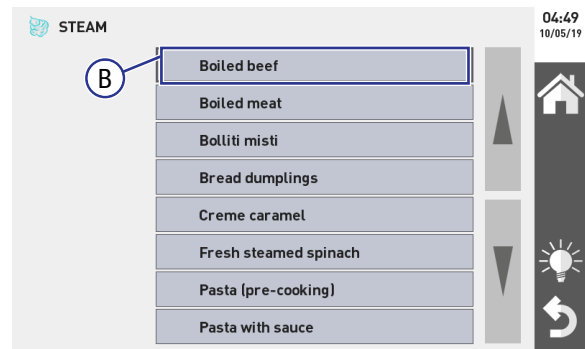 STEAM
04:49
10/05/19
B
Boiled beef
Boiled meat
Bolliti misti
Bread dumplings
Creme caramel
Fresh steamed spinach
Pasta (pre-cooking)
Pasta with sauce